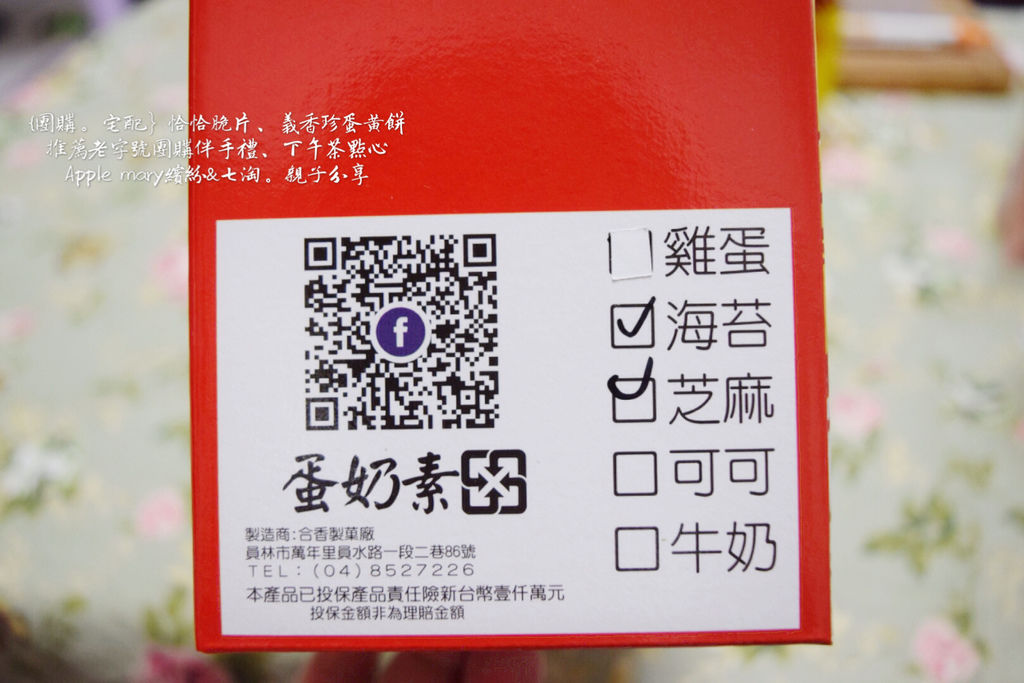 {團購。宅配} 恰恰脆片、義香珍蛋黃餅
推薦老字號團購伴手禮、下午茶點心
Apple mary繽紛&七淘。親子分享
雞蛋
海苔
芝麻
可可
牛奶
f
蛋奶素
製造商:合香製菓廠
員林市萬年里員水路一段二巷86號
TEL:(04)8527226
本產品已投保產品責任險新台幣壹仟萬元
投保金額非為理賠金額